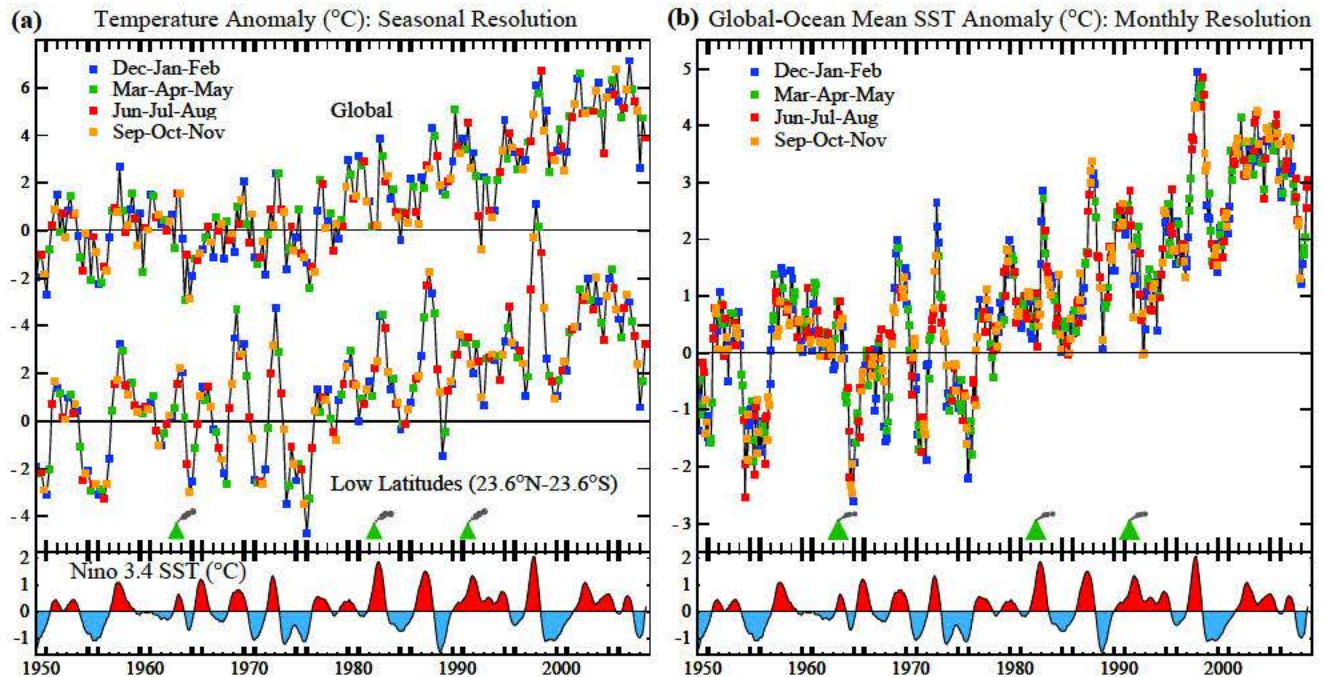 (a) Temperature Anomaly (°C): Seasonal Resolution
6
4
2
0
-2
-4
2
0
-2
-4
Dec-Jan-Feb
Mar-Apr-May
Jun-Jul-Aug
Sep-Oct-Nov
Global
Low Latitudes (23.6°N-23.6°S)
2
1
0
-1
Nino 3.4 SST (°C)
1950 1960 1970 1980 1990 2000
(b) Global-Ocean Mean SST Anomaly (°C): Monthly Resolution
5
4
3
2
1
0
-1
-2
-3
Dec-Jan-Feb
Mar-Apr-May
Jun-Jul-Aug
Sep-Oct-Nov
2
1
0
-1
1950 1960 1970 1980 1990 2000